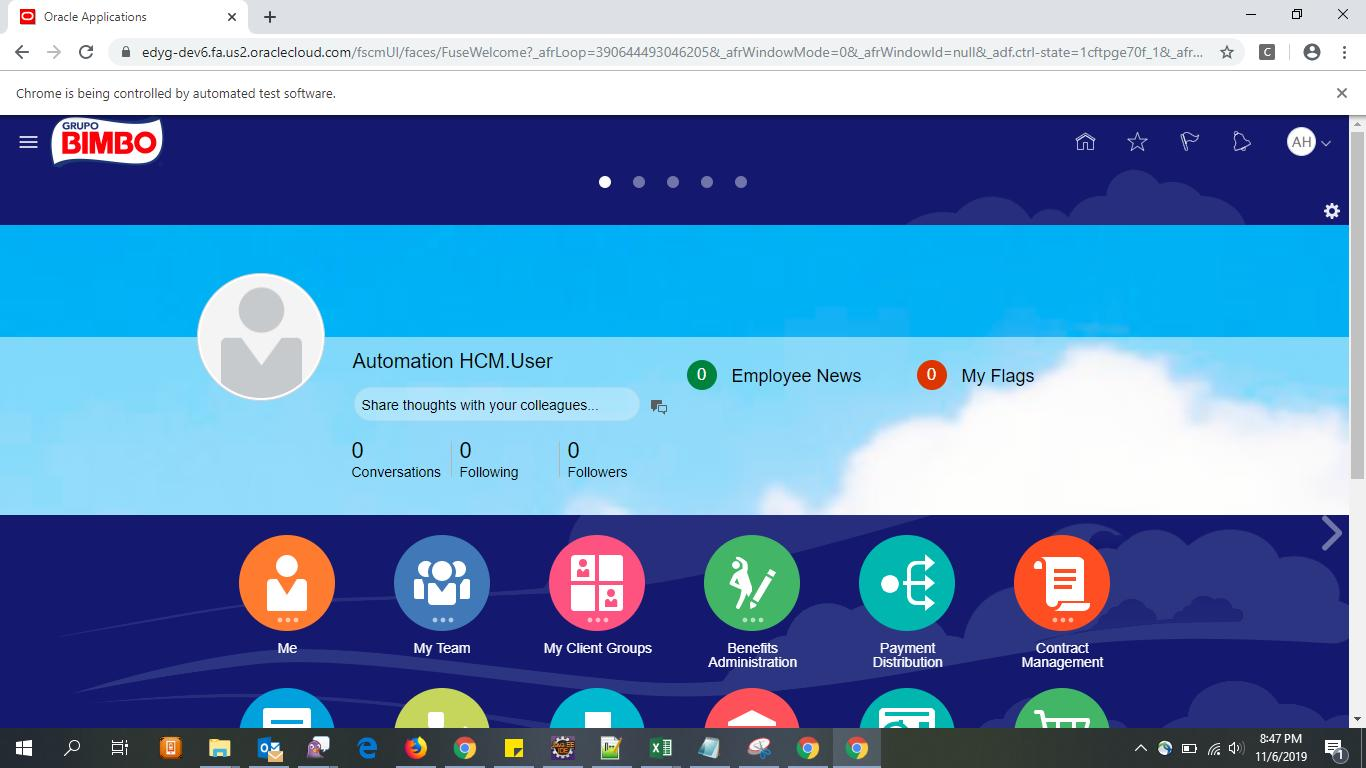 Oracle Applications
edyg-dev6.fa.us2.oraclecloud.com/fscmUI/faces/FuseWelcome?_afrLoop=390644493046205&_afrWindowMode=0&_afrWindowId=null&_adf.ctrl-state=1cftpge70f_1&_afr...
C
Chrome is being controlled by automated test software.
GRUPO
BIMBO
AH
Automation HCM.User
0 Employee News
0 My Flags
Share thoughts with your colleagues...
0
Conversations
0
Following
0
Followers
Me
My Team
My Client Groups
Benefits
Administration
Payment
Distribution
Contract
Management
8:47 PM
11/6/2019
1